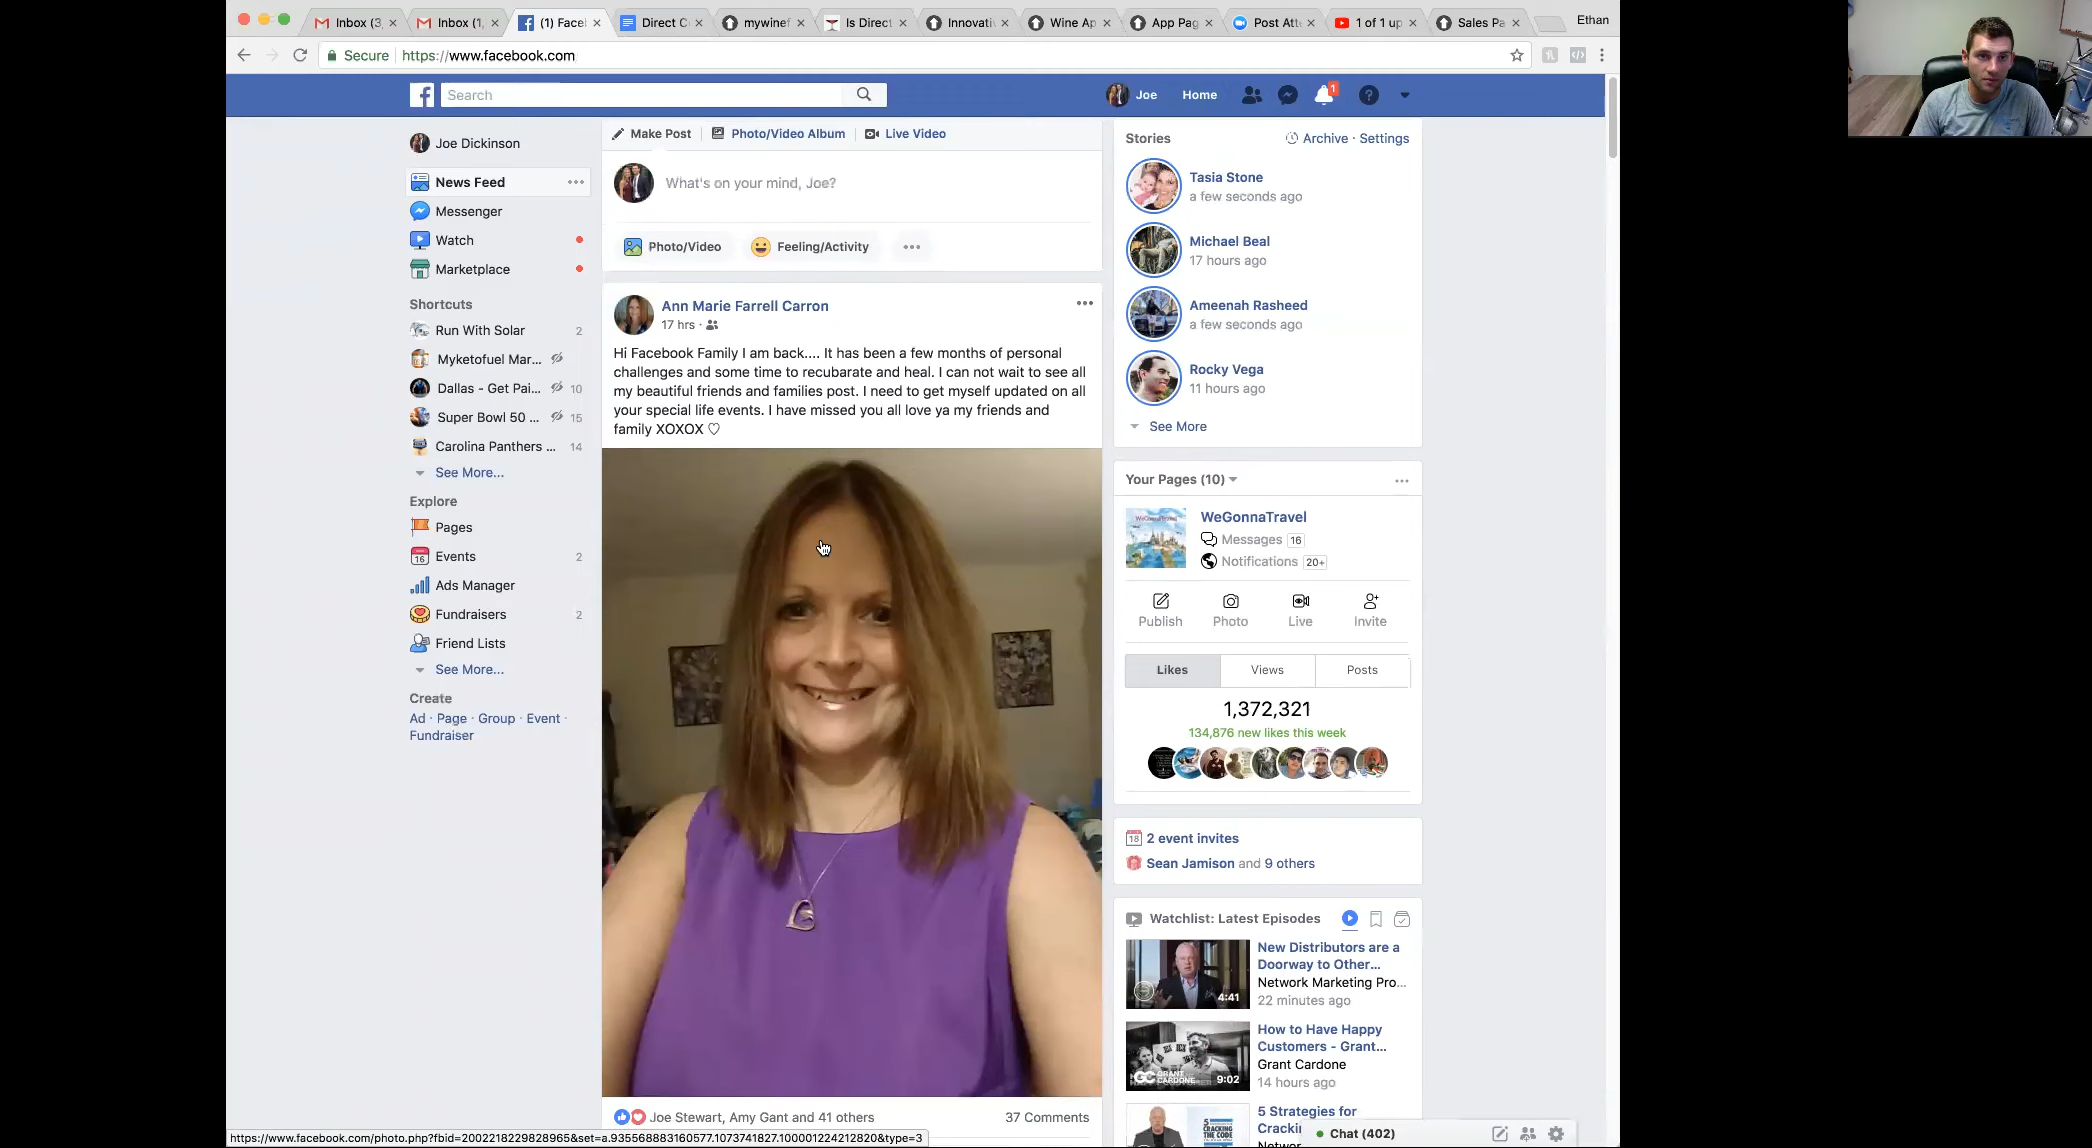 Inbox (3,
Inbox (1,
(1) Face
Direct C
mywinef
Is Direct
Innovati
Wine Ap
App Pag
Post Att
1 of 1 up
Sales Pa
Ethan
Secure https://www.facebook.com
Search
Joe Home 1
Joe Dickinson
News Feed
Messenger
Watch
Marketplace
Shortcuts
Run With Solar 2
Myketofuel Mar...
Dallas - Get Pai... 10
Super Bowl 50 ... 15
Carolina Panthers ... 14
See More...
Explore
Pages
16 Events 2
Ads Manager
Fundraisers 2
Friend Lists
See More...
Create
Ad · Page · Group · Event ·
Fundraiser
Make Post Photo/Video Album Live Video
What's on your mind, Joe?
Photo/Video Feeling/Activity
Ann Marie Farrell Carron
17 hrs ·
Hi Facebook Family I am back.... It has been a few months of personal
challenges and some time to recubarate and heal. I can not wait to see all
my beautiful friends and families post. I need to get myself updated on all
your special life events. I have missed you all love ya my friends and
family XOXOX ♡
Joe Stewart, Amy Gant and 41 others 37 Comments
Stories Archive · Settings
Tasia Stone
a few seconds ago
Michael Beal
17 hours ago
Ameenah Rasheed
a few seconds ago
Rocky Vega
11 hours ago
See More
Your Pages (10)
WeGonnaTravel
WeGonnaTravel
Messages 16
Notifications 20+
Publish Photo Live Invite
Likes Views Posts
1,372,321
134,876 new likes this week
18 2 event invites
Sean Jamison and 9 others
Watchlist: Latest Episodes
New Distributors are a
Doorway to Other...
Network Marketing Pro...
22 minutes ago
4:41
How to Have Happy
Customers - Grant...
Grant Cardone
14 hours ago
GC GRANT
CARDONE
9:02
5 Strategies for
CRACKING
THE CODE
Chat (402)
https://www.facebook.com/photo.php?fbid=2002218229828965&set=a.935568883160577.1073741827.100001224212820&type=3